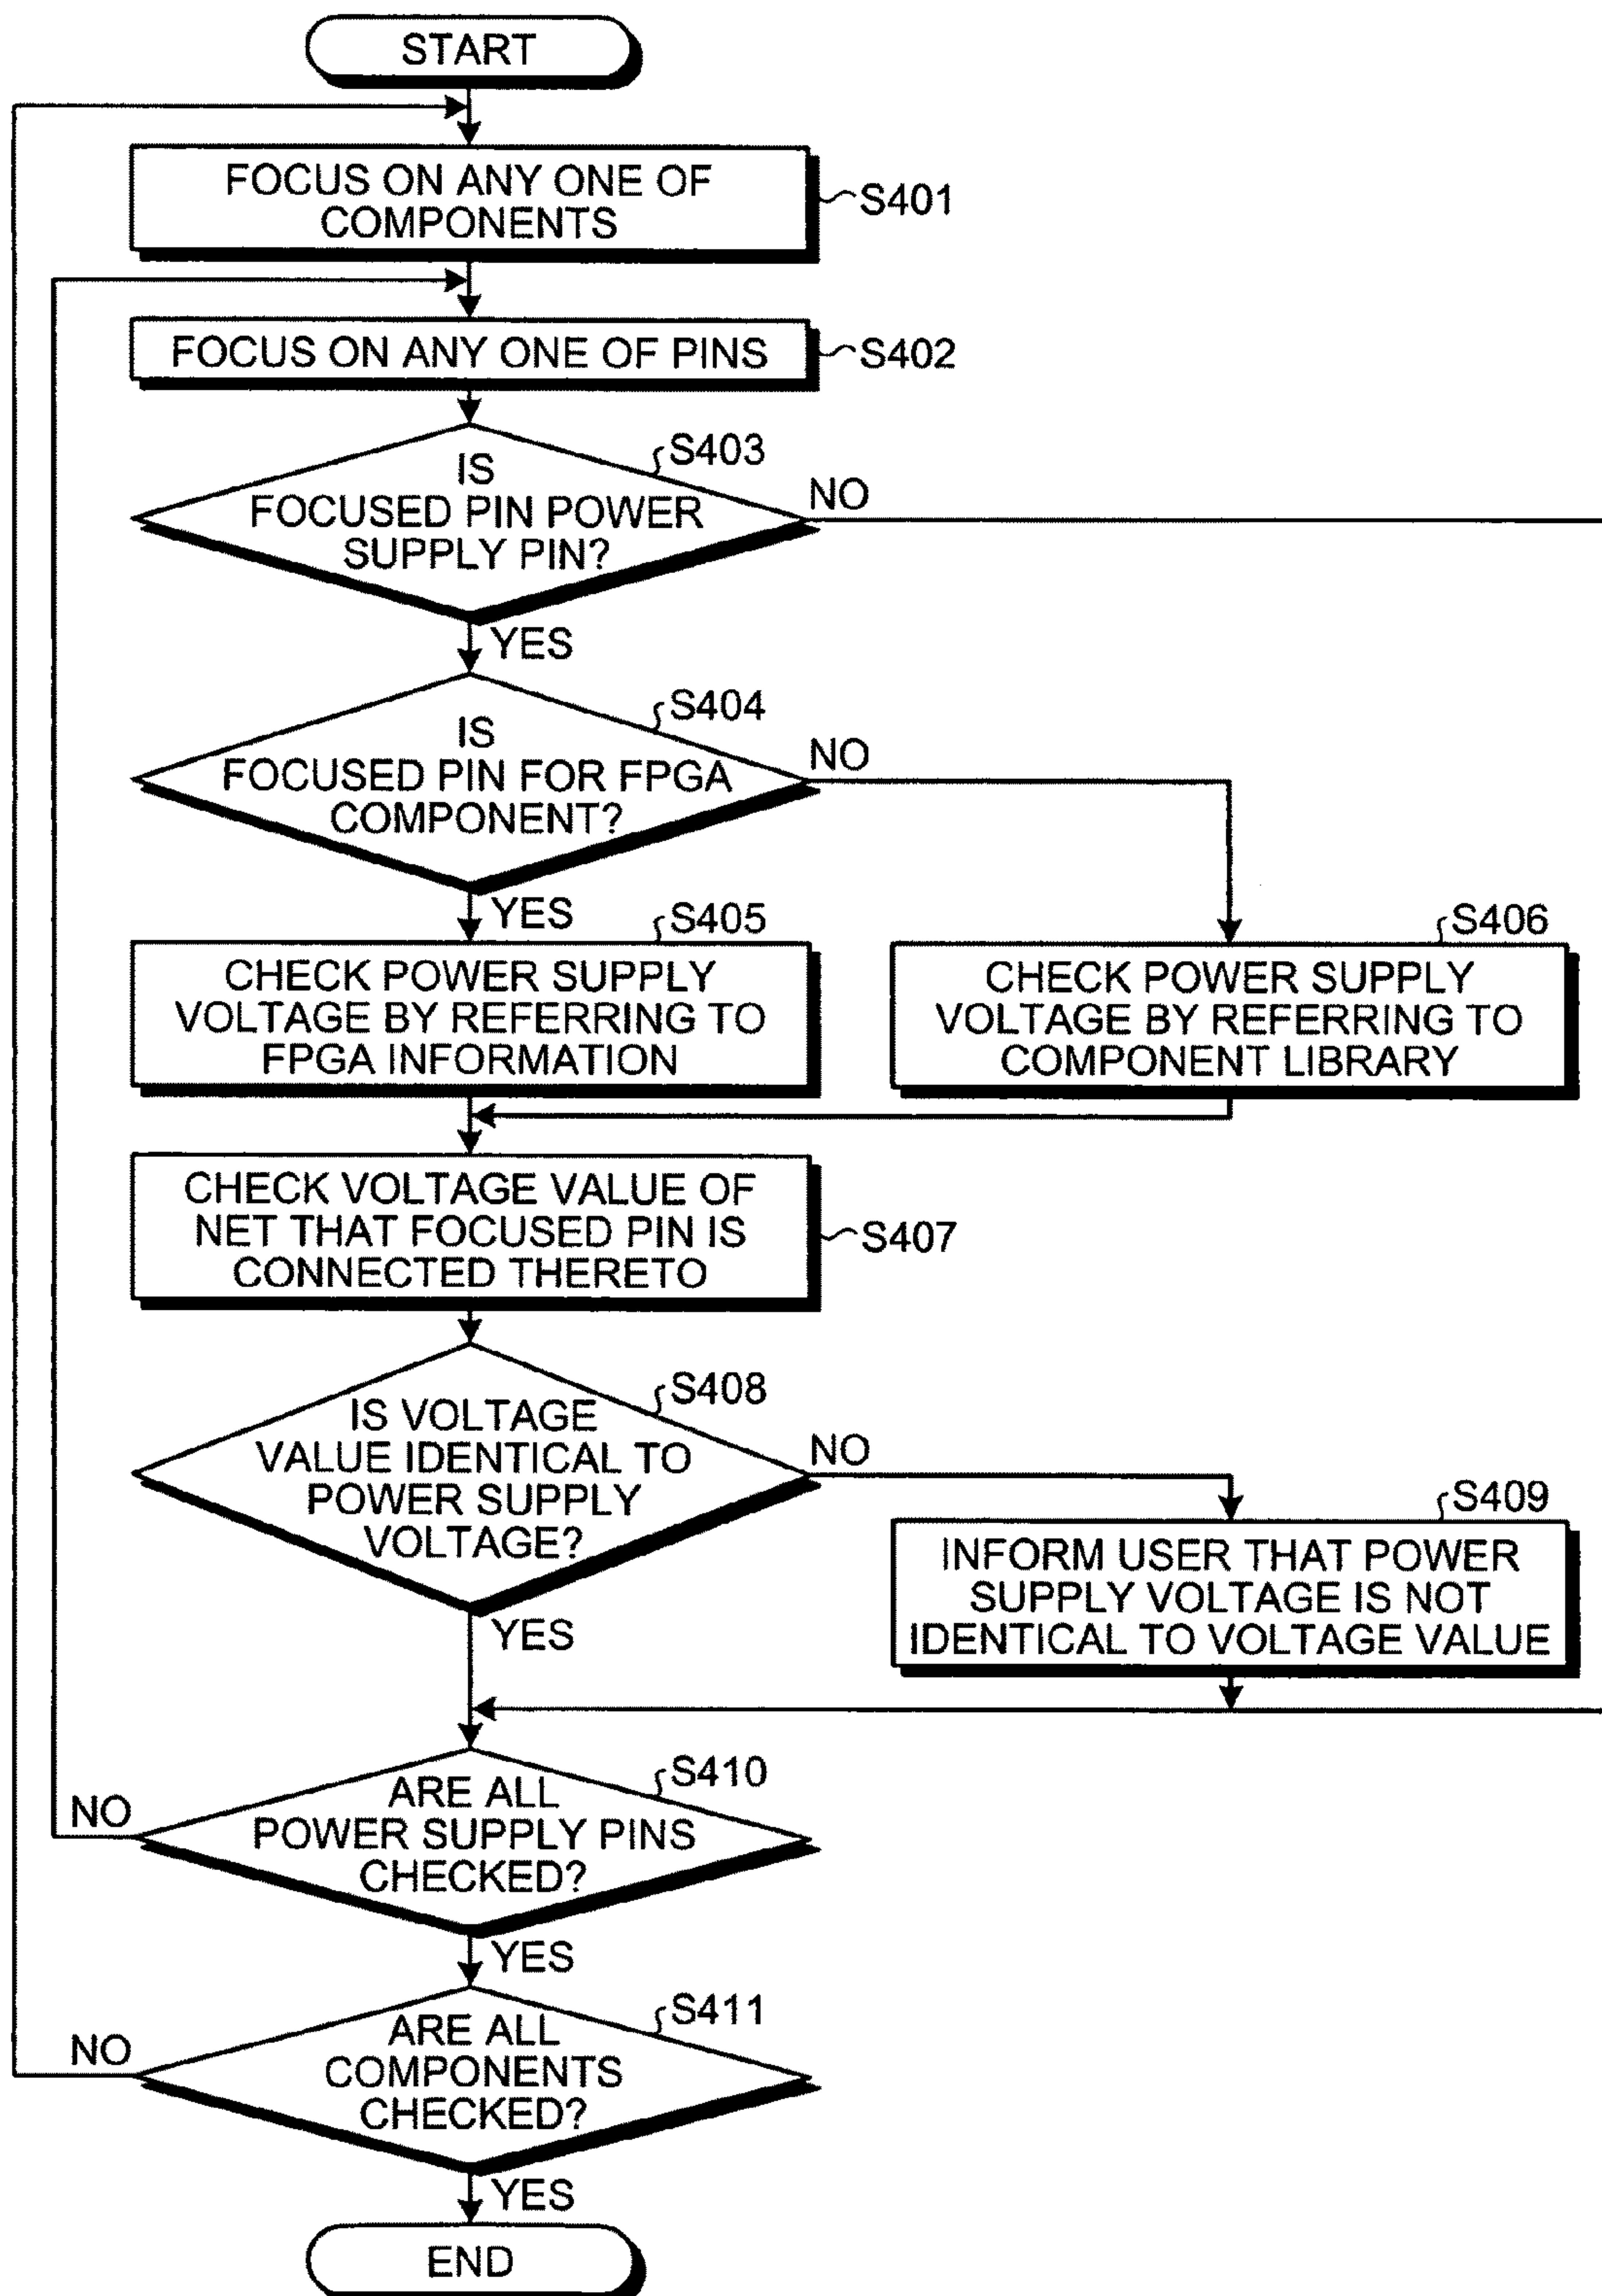 START
FOCUS ON ANY ONE OF
COMPONENTS
S401
FOCUS ON ANY ONE OF PINS
S402
S403
IS
FOCUSED PIN POWER
SUPPLY PIN?
NO
YES
S404
IS
FOCUSED PIN FOR FPGA
COMPONENT?
NO
YES
S405
CHECK POWER SUPPLY
VOLTAGE BY REFERRING TO
FPGA INFORMATION
S406
CHECK POWER SUPPLY
VOLTAGE BY REFERRING TO
COMPONENT LIBRARY
CHECK VOLTAGE VALUE OF
NET THAT FOCUSED PIN IS
CONNECTED THERETO
S407
S408
IS VOLTAGE
VALUE IDENTICAL TO
POWER SUPPLY
VOLTAGE?
NO
YES
S409
INFORM USER THAT POWER
SUPPLY VOLTAGE IS NOT
IDENTICAL TO VOLTAGE VALUE
S410
ARE ALL
POWER SUPPLY PINS
CHECKED?
NO
YES
S411
ARE ALL
COMPONENTS
CHECKED?
NO
YES
END